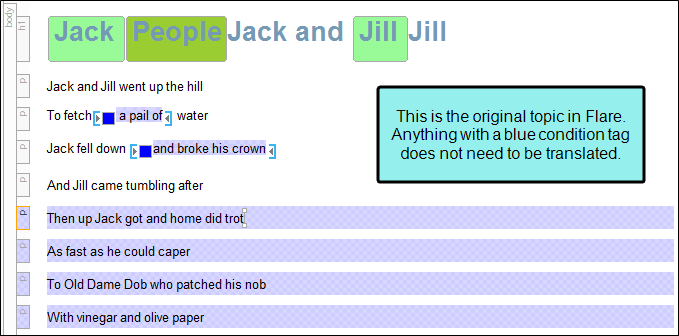 body
h1
Jack People Jack and Jill Jill
p
Jack and Jill went up the hill
p
To fetch a pail of water
p
Jack fell down and broke his crown
p
And Jill came tumbling after
p
Then up Jack got and home did trot
p
As fast as he could caper
p
To Old Dame Dob who patched his nob
p
With vinegar and olive paper
This is the original topic in Flare.
Anything with a blue condition tag
does not need to be translated.